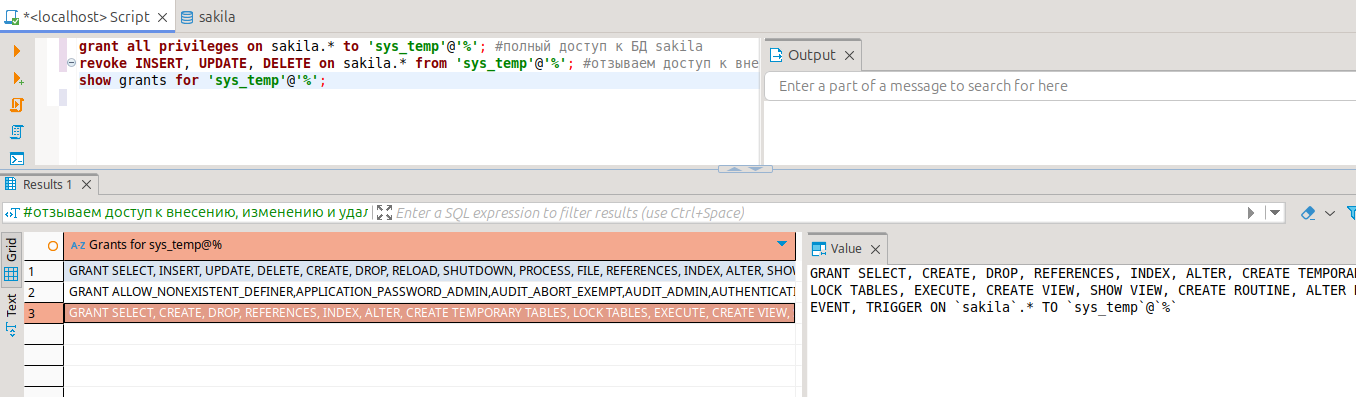 *<localhost> Script
sakila
grant all privileges on sakila.* to 'sys_temp'@'%'; #полный доступ к БД sakila
revoke INSERT, UPDATE, DELETE on sakila.* from 'sys_temp'@'%'; #отзываем доступ к вне
show grants for 'sys_temp'@'%';
Output
Enter a part of a message to search for here
Results 1
#отзываем доступ к внесению, изменению и удал
Enter a SQL expression to filter results (use Ctrl+Space)
Grid
Text
A-Z Grants for sys_temp@%
1 GRANT SELECT, INSERT, UPDATE, DELETE, CREATE, DROP, RELOAD, SHUTDOWN, PROCESS, FILE, REFERENCES, INDEX, ALTER, SHOW
2 GRANT ALLOW_NONEXISTENT_DEFINER,APPLICATION_PASSWORD_ADMIN,AUDIT_ABORT_EXEMPT,AUDIT_ADMIN,AUTHENTICATI
3 GRANT SELECT, CREATE, DROP, REFERENCES, INDEX, ALTER, CREATE TEMPORARY TABLES, LOCK TABLES, EXECUTE, CREATE VIEW,
Value
GRANT SELECT, CREATE, DROP, REFERENCES, INDEX, ALTER, CREATE TEMPORA
LOCK TABLES, EXECUTE, CREATE VIEW, SHOW VIEW, CREATE ROUTINE, ALTER
EVENT, TRIGGER ON `sakila`.* TO `sys_temp`@`%`